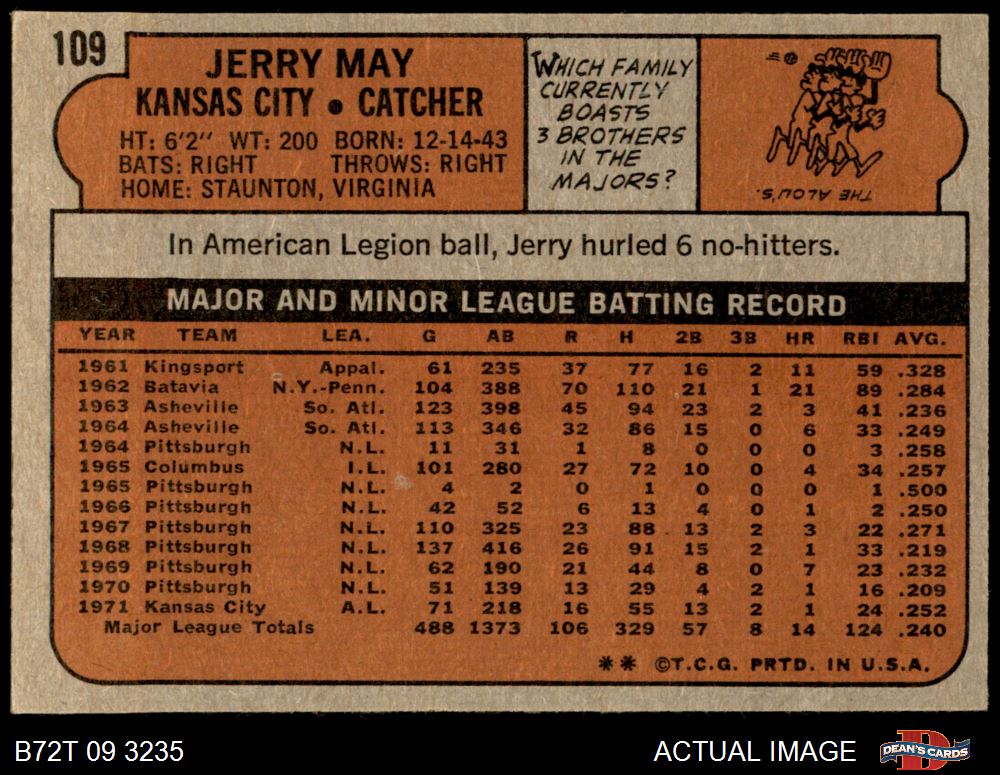 109
JERRY MAY
KANSAS CITY • CATCHER
HT: 6'2" WT: 200 BORN: 12-14-43
BATS: RIGHT THROWS: RIGHT
HOME: STAUNTON, VIRGINIA
WHICH FAMILY
CURRENTLY
BOASTS
3 BROTHERS
IN THE
MAJORS?
THE ALOU'S.
In American Legion ball, Jerry hurled 6 no-hitters.
MAJOR AND MINOR LEAGUE BATTING RECORD
YEAR TEAM LEA. G AB R H 2B 3B HR RBI AVG.
1961 Kingsport Appal. 61 235 37 77 16 2 11 59 .328
1962 Batavia N.Y.-Penn. 104 388 70 110 21 1 21 89 .284
1963 Asheville So. Atl. 123 398 45 94 23 2 3 41 .236
1964 Asheville So. Atl. 113 346 32 86 15 0 6 33 .249
1964 Pittsburgh N.L. 11 31 1 8 0 0 0 3 .258
1965 Columbus I.L. 101 280 27 72 10 0 4 34 .257
1965 Pittsburgh N.L. 4 2 0 1 0 0 0 1 .500
1966 Pittsburgh N.L. 42 52 6 13 4 0 1 2 .250
1967 Pittsburgh N.L. 110 325 23 88 13 2 3 22 .271
1968 Pittsburgh N.L. 137 416 26 91 15 2 1 33 .219
1969 Pittsburgh N.L. 62 190 21 44 8 0 7 23 .232
1970 Pittsburgh N.L. 51 139 13 29 4 2 1 16 .209
1971 Kansas City A.L. 71 218 16 55 13 2 1 24 .252
Major League Totals 488 1373 106 329 57 8 14 124 .240
** ©T.C.G. PRTD. IN U.S.A.
B72T 09 3235
ACTUAL IMAGE
D
DEAN'S CARDS